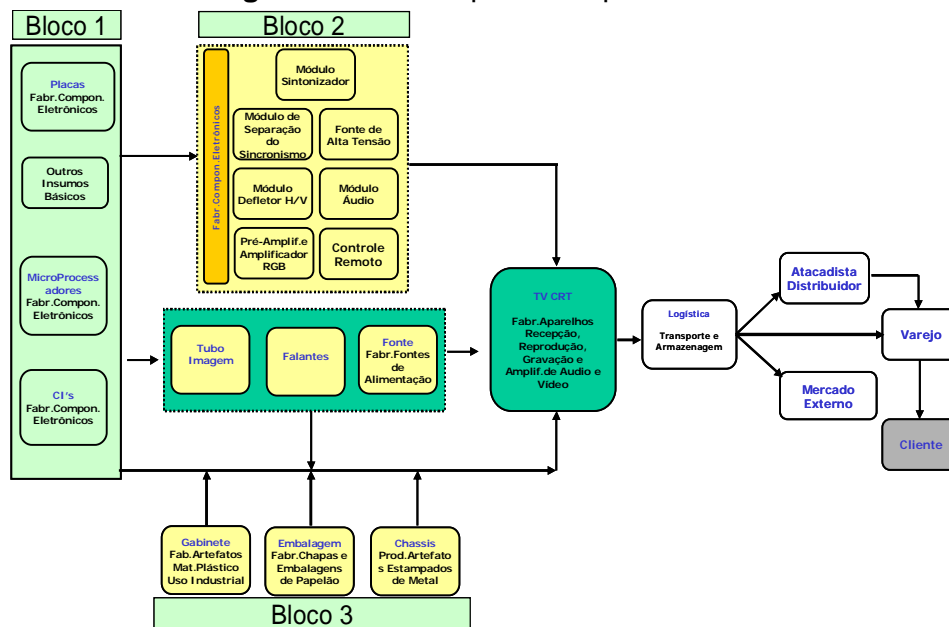 Bloco 1
Bloco 2
Placas
Fabr.Compon.
Eletrônicos
Outros
Insumos
Básicos
MicroProcess
adores
Fabr.Compon.
Eletrônicos
CI's
Fabr.Compon.
Eletrônicos
Fabr.Compon.Eletrônicos
Módulo
Sintonizador
Módulo de
Separação
do
Sincronismo
Fonte de
Alta Tensão
Módulo
Defletor H/V
Módulo
Áudio
Pré-Amplif.e
Amplificador
RGB
Controle
Remoto
Tubo
Imagem
Falantes
Fonte
Fabr.Fontes
de
Alimentação
TV CRT
Fabr.Aparelhos
Recepção,
Reprodução,
Gravação e
Amplif.de Audio e
Vídeo
Logística
Transporte e
Armazenagem
Atacadista
Distribuidor
Varejo
Mercado
Externo
Cliente
Gabinete
Fab.Artefatos
Mat.Plástico
Uso Industrial
Embalagem
Fabr.Chapas e
Embalagens
de Papelão
Chassis
Prod.Artefato
s Estampados
de Metal
Bloco 3